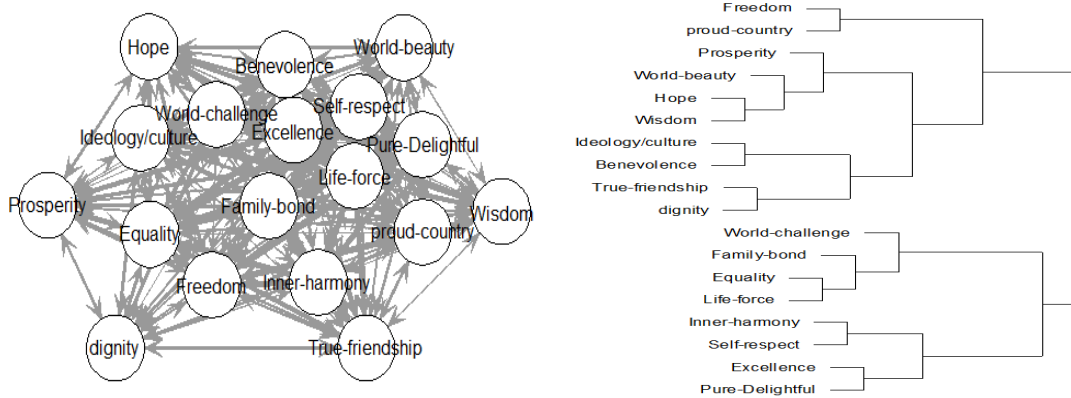 Hope
World-beauty
Benevolence
World-challenge
Self-respect
Ideology/culture
Excellence
Pure-Delightful
Life-force
Prosperity
Family-bond
Wisdom
Equality
proud-country
Freedom
Inner-harmony
dignity
True-friendship
Freedom
proud-country
Prosperity
World-beauty
Hope
Wisdom
Ideology/culture
Benevolence
True-friendship
dignity
World-challenge
Family-bond
Equality
Life-force
Inner-harmony
Self-respect
Excellence
Pure-Delightful